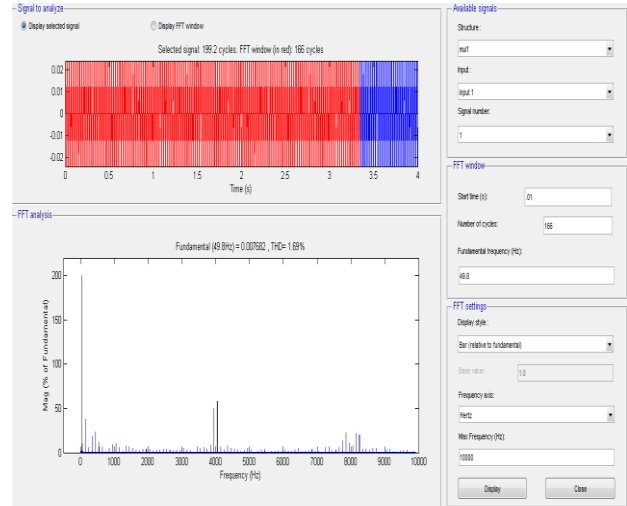 Signal to analyze
Display selected signal
Display FFT window
Selected signal: 199.2 cycles. FFT window (in red): 166 cycles
0.02
0.01
0
-0.01
-0.02
0 0.5 1 1.5 2 2.5 3 3.5 4
Time (s)
FFT analysis
Fundamental (49.8Hz) = 0.007682 , THD= 1.69%
200
150
100
50
0
Mag (% of Fundamental)
0 1000 2000 3000 4000 5000 6000 7000 8000 9000 10000
Frequency (Hz)
Available signals
Structure :
mul1
Input :
input 1
Signal number:
1
FFT window
Start time (s):
.01
Number of cycles:
166
Fundamental frequency (Hz):
49.8
FFT settings
Display style :
Bar (relative to fundamental)
Base value:
1.0
Frequency axis:
Hertz
Max Frequency (Hz):
10000
Display
Close